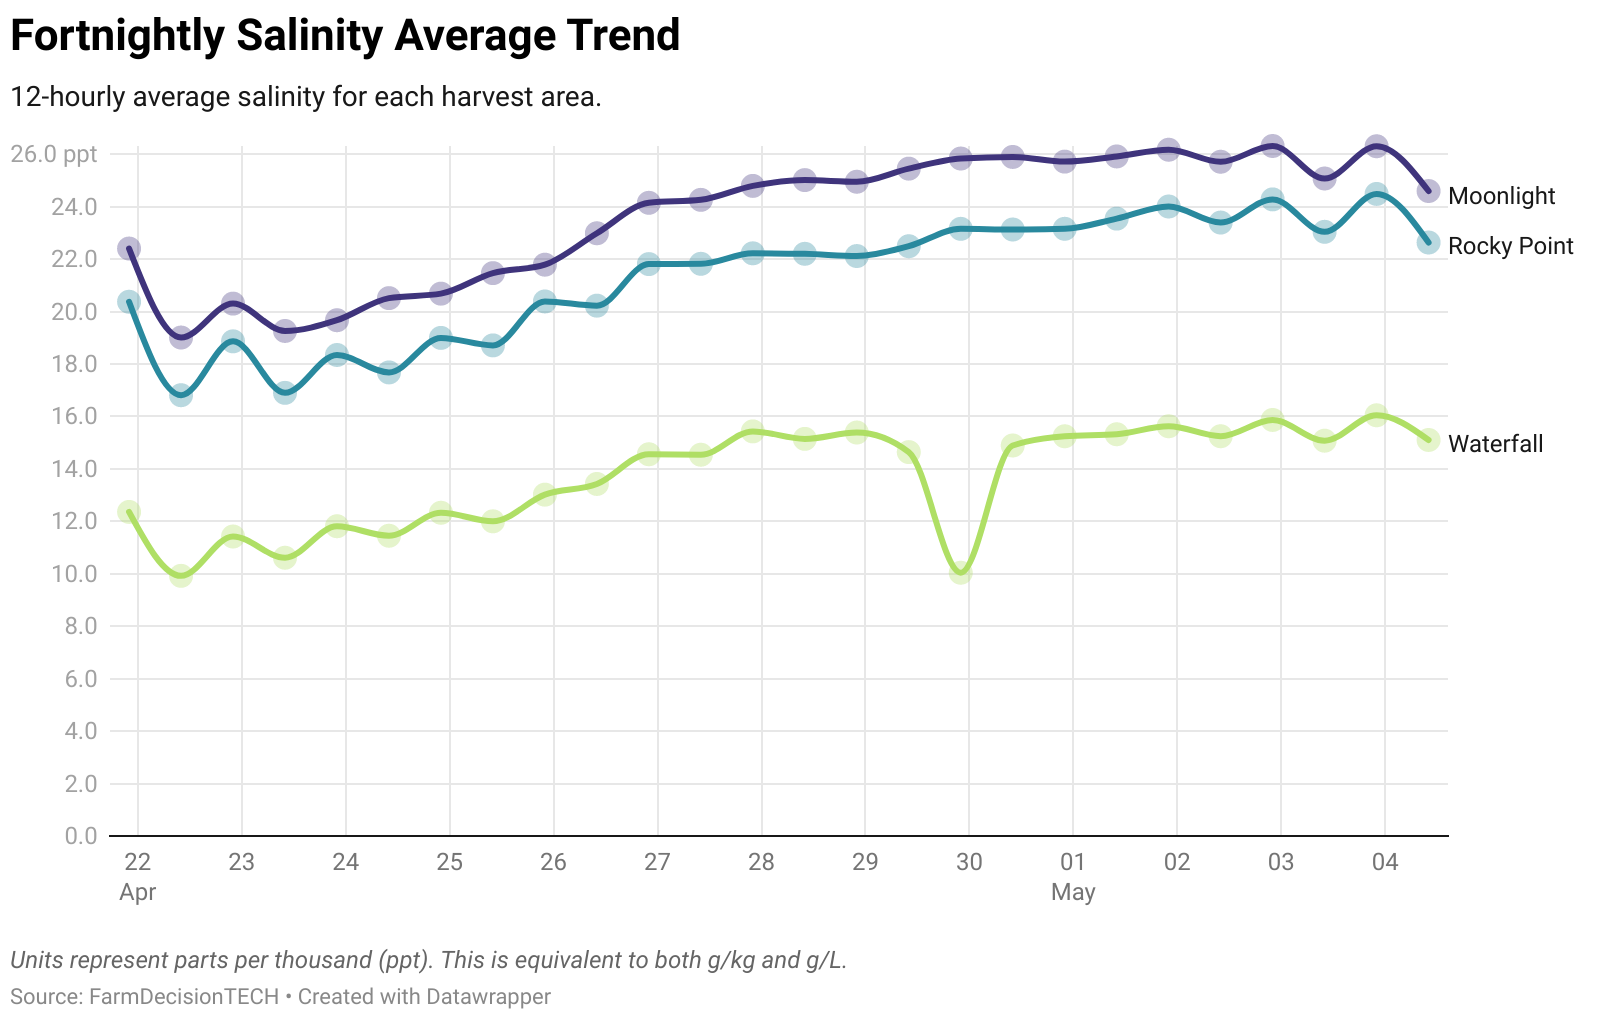 Fortnightly Salinity Average Trend
12-hourly average salinity for each harvest area.
26.0 ppt
24.0
22.0
20.0
18.0
16.0
14.0
12.0
10.0
8.0
6.0
4.0
2.0
0.0
Moonlight
Rocky Point
Waterfall
22 23 24 25 26 27 28 29 30 01 02 03 04
Apr May
Units represent parts per thousand (ppt). This is equivalent to both g/kg and g/L.
Source: FarmDecisionTECH • Created with Datawrapper